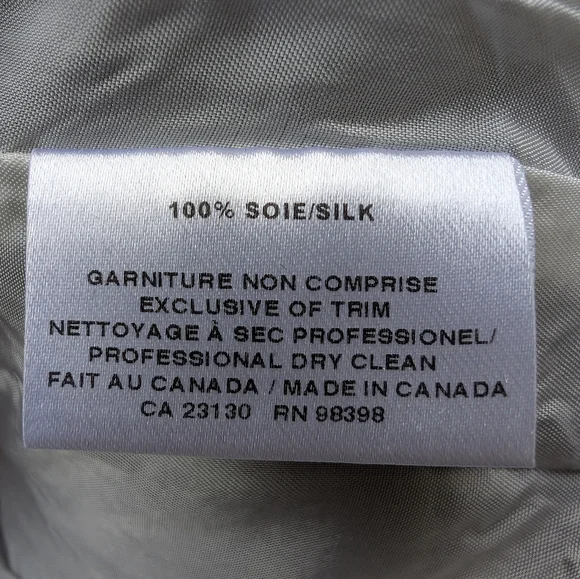 100% SOIE/SILK
GARNITURE NON COMPRISE
EXCLUSIVE OF TRIM
NETTOYAGE À SEC PROFESSIONEL/
PROFESSIONAL DRY CLEAN
FAIT AU CANADA / MADE IN CANADA
CA 23130 RN 98398